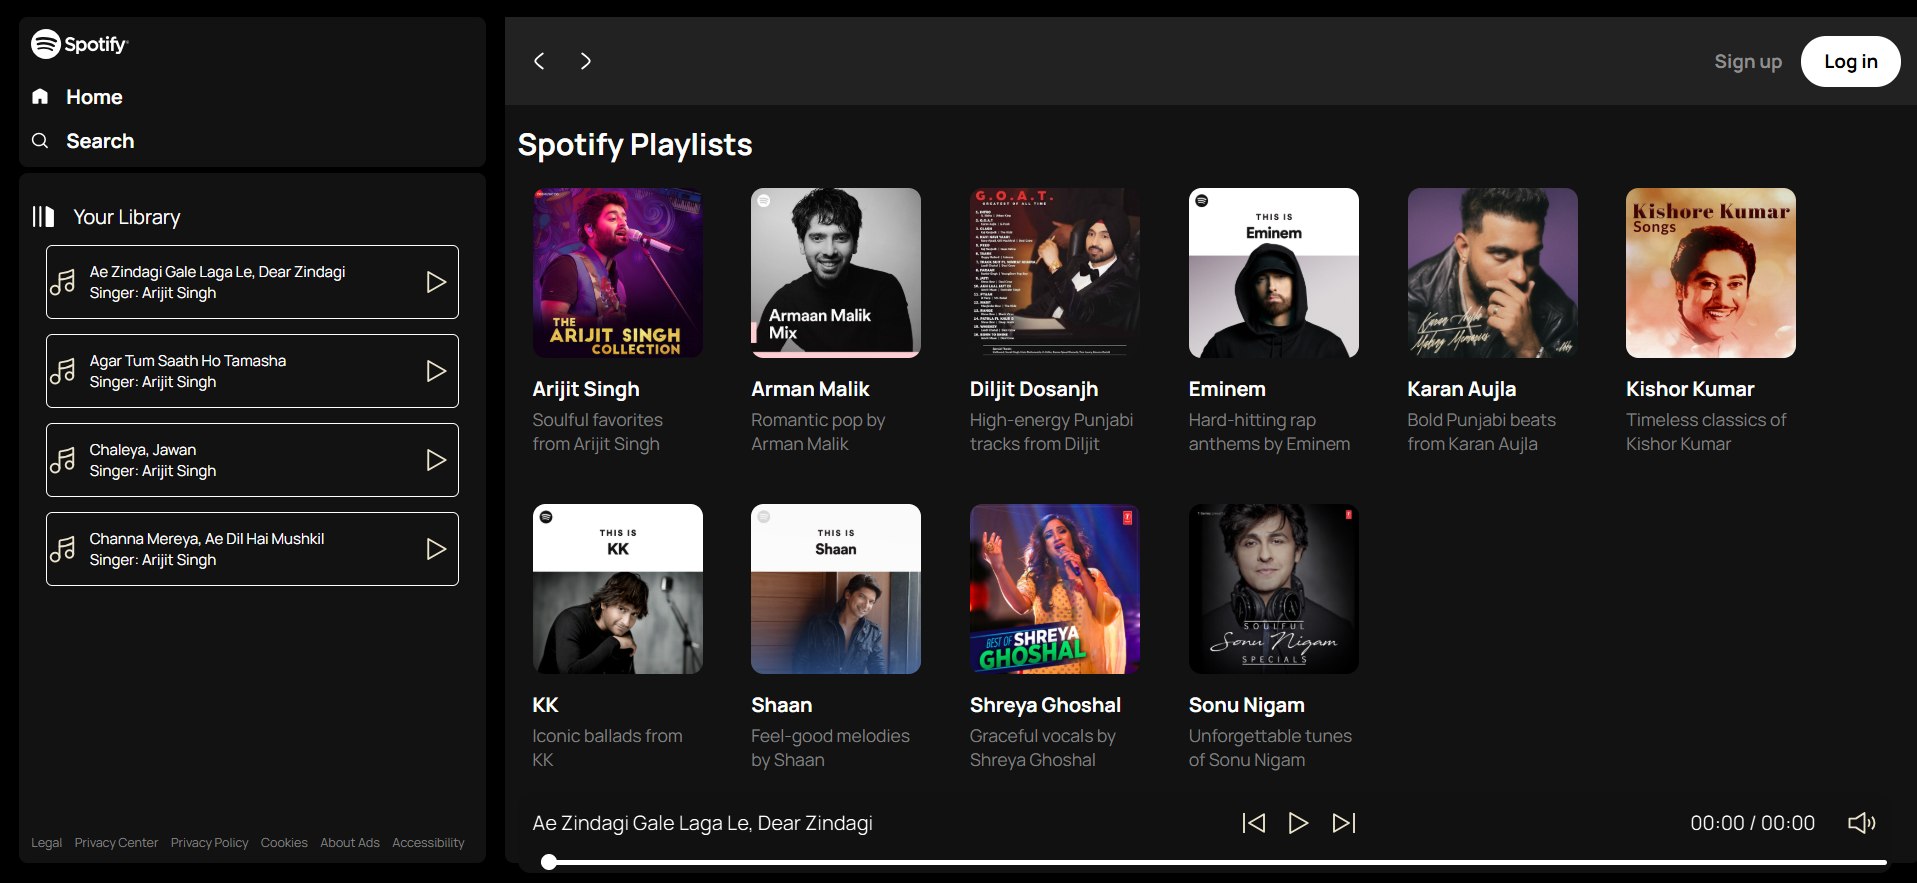 Spotify
Home
Search
Your Library
Ae Zindagi Gale Laga Le, Dear Zindagi
Singer: Arijit Singh
Agar Tum Saath Ho Tamasha
Singer: Arijit Singh
Chaleya, Jawan
Singer: Arijit Singh
Channa Mereya, Ae Dil Hai Mushkil
Singer: Arijit Singh
Legal Privacy Center Privacy Policy Cookies About Ads Accessibility
Sign up Log in
Spotify Playlists
THE
ARIJIT SINGH
COLLECTION
Arijit Singh
Soulful favorites
from Arijit Singh
Armaan Malik
Mix
Arman Malik
Romantic pop by
Arman Malik
G.O.A.T.
GREATEST OF ALL TIME
Diljit Dosanjh
High-energy Punjabi
tracks from Diljit
THIS IS
Eminem
Eminem
Hard-hitting rap
anthems by Eminem
Karan Aujla
Making Memories
Karan Aujla
Bold Punjabi beats
from Karan Aujla
Kishore Kumar
Songs
Kishor Kumar
Timeless classics of
Kishor Kumar
THIS IS
KK
KK
Iconic ballads from
KK
THIS IS
Shaan
Shaan
Feel-good melodies
by Shaan
BEST OF SHREYA
GHOSHAL
Shreya Ghoshal
Graceful vocals by
Shreya Ghoshal
SOULFUL
Sonu Nigam
SPECIALS
Sonu Nigam
Unforgettable tunes
of Sonu Nigam
Ae Zindagi Gale Laga Le, Dear Zindagi
00:00 / 00:00